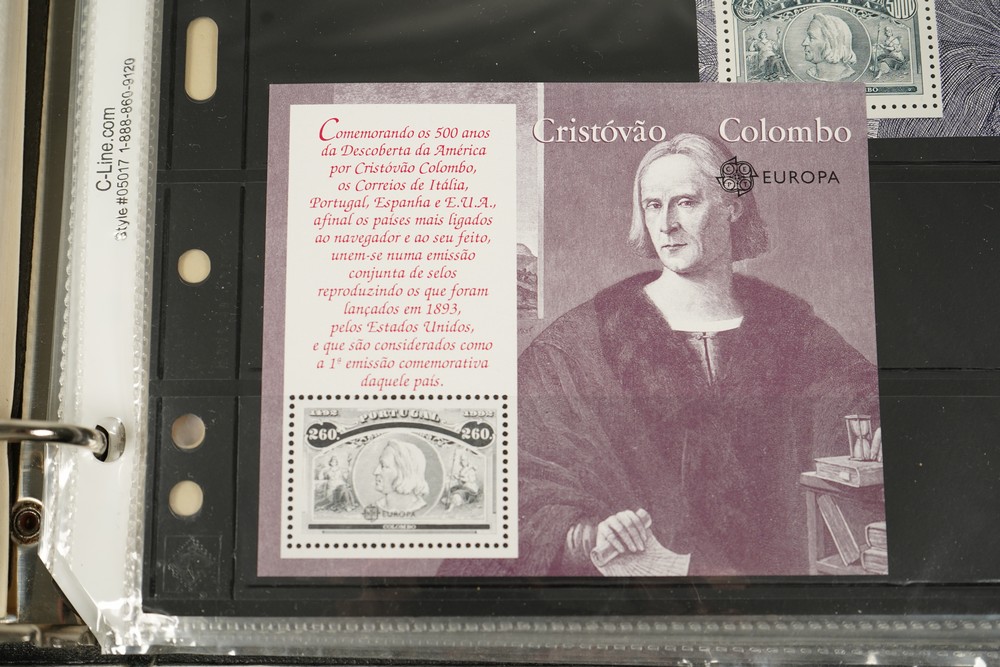 C-Line.com
Style #05017 1-888-860-9120
5000
Cristóvão Colombo
EUROPA
Comemorando os 500 anos
da Descoberta da América
por Cristóvão Colombo,
os Correios de Itália,
Portugal, Espanha e E.U.A.,
afinal os países mais ligados
ao navegador e ao seu feito,
unem-se numa emissão
conjunta de selos
reproduzindo os que foram
lançados em 1893,
pelos Estados Unidos,
e que são considerados como
a 1ª emissão comemorativa
daquele país.
1492 1992
PORTUGAL
260. 260.
EUROPA
COLOMBO